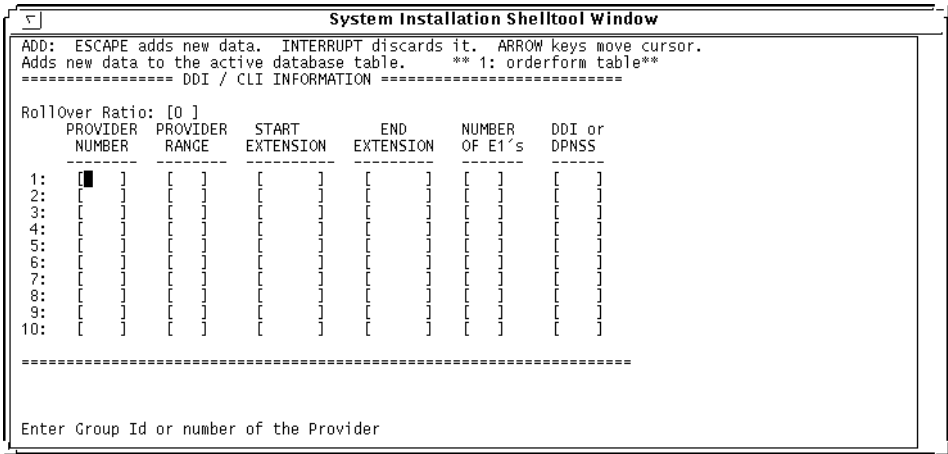 System Installation Shelltool Window
ADD:  ESCAPE adds new data.  INTERRUPT discards it.  ARROW keys move cursor.
Adds new data to the active database table.     ** 1: orderform table**
==================== DDI / CLI INFORMATION ===========================
RollOver Ratio: [0 ]
     PROVIDER  PROVIDER   START        END      NUMBER    DDI or
      NUMBER    RANGE   EXTENSION   EXTENSION   OF E1´s   DPNSS
     --------  -------- ---------   ---------   -------   ------
 1:   [    ]    [   ]     [      ]    [      ]    [   ]     [    ]
 2:   [    ]    [   ]     [      ]    [      ]    [   ]     [    ]
 3:   [    ]    [   ]     [      ]    [      ]    [   ]     [    ]
 4:   [    ]    [   ]     [      ]    [      ]    [   ]     [    ]
 5:   [    ]    [   ]     [      ]    [      ]    [   ]     [    ]
 6:   [    ]    [   ]     [      ]    [      ]    [   ]     [    ]
 7:   [    ]    [   ]     [      ]    [      ]    [   ]     [    ]
 8:   [    ]    [   ]     [      ]    [      ]    [   ]     [    ]
 9:   [    ]    [   ]     [      ]    [      ]    [   ]     [    ]
10:   [    ]    [   ]     [      ]    [      ]    [   ]     [    ]
====================================================================
Enter Group Id or number of the Provider